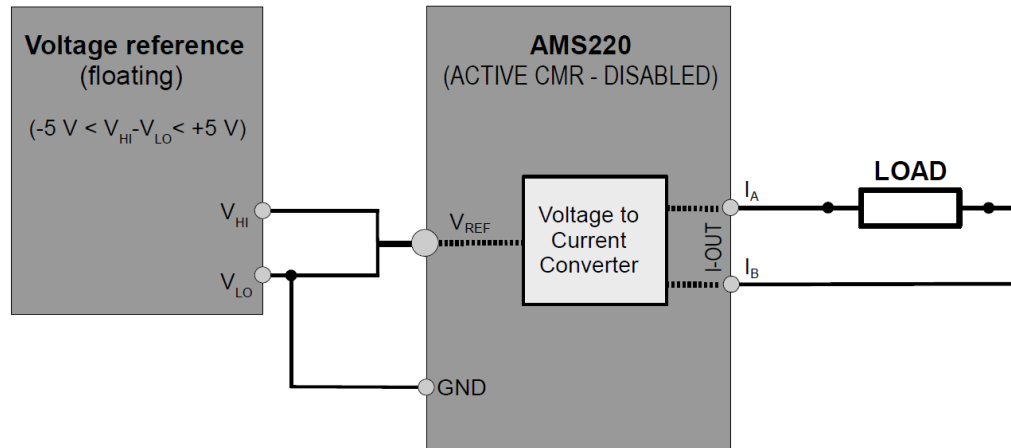 Voltage reference
(floating)
(-5 V < VHI-VLO< +5 V)
VHI
VLO
AMS220
(ACTIVE CMR - DISABLED)
VREF
Voltage to
Current
Converter
I-OUT
IA
IB
GND
LOAD